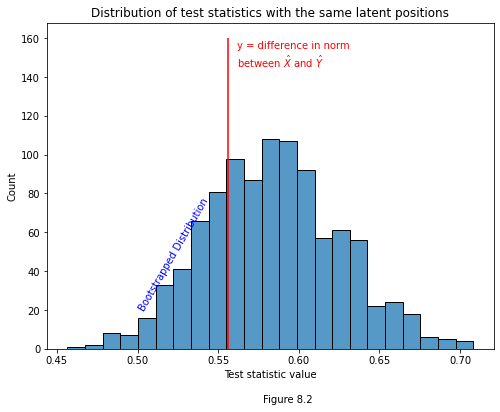 Distribution of test statistics with the same latent positions
160
140
120
100
80
60
40
20
0
Count
y = difference in norm
between X̂ and Ŷ
Bootstrapped Distribution
0.45
0.50
0.55
0.60
0.65
0.70
Test statistic value
Figure 8.2